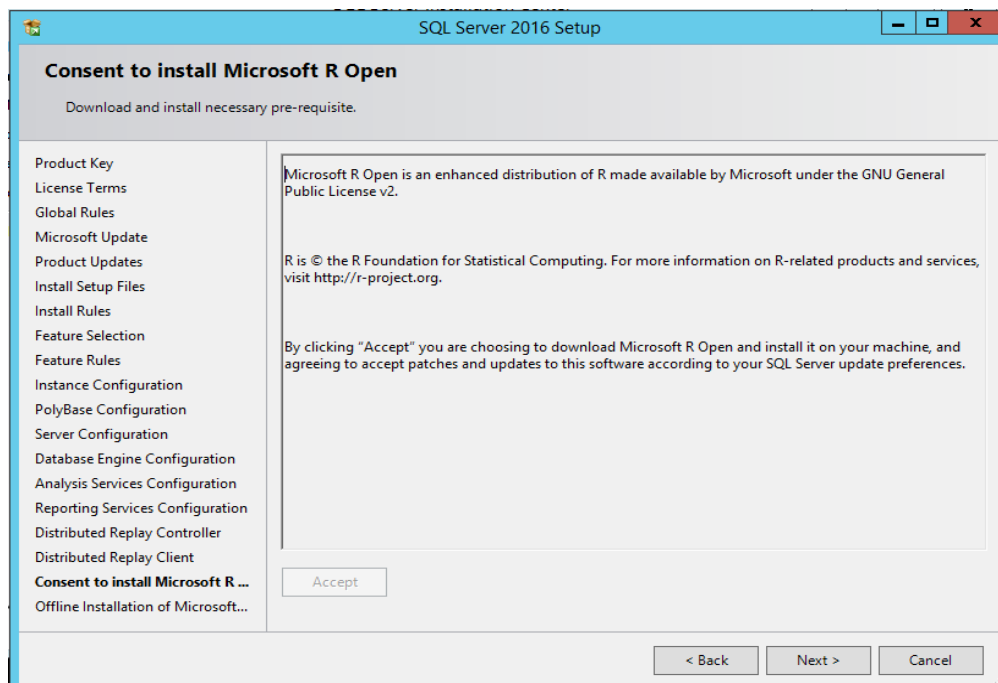 SQL Server 2016 Setup
Consent to install Microsoft R Open
Download and install necessary pre-requisite.
Product Key
License Terms
Global Rules
Microsoft Update
Product Updates
Install Setup Files
Install Rules
Feature Selection
Feature Rules
Instance Configuration
PolyBase Configuration
Server Configuration
Database Engine Configuration
Analysis Services Configuration
Reporting Services Configuration
Distributed Replay Controller
Distributed Replay Client
Consent to install Microsoft R ...
Offline Installation of Microsoft...
Microsoft R Open is an enhanced distribution of R made available by Microsoft under the GNU General
Public License v2.
R is © the R Foundation for Statistical Computing. For more information on R-related products and services,
visit http://r-project.org.
By clicking “Accept” you are choosing to download Microsoft R Open and install it on your machine, and
agreeing to accept patches and updates to this software according to your SQL Server update preferences.
Accept
< Back
Next >
Cancel